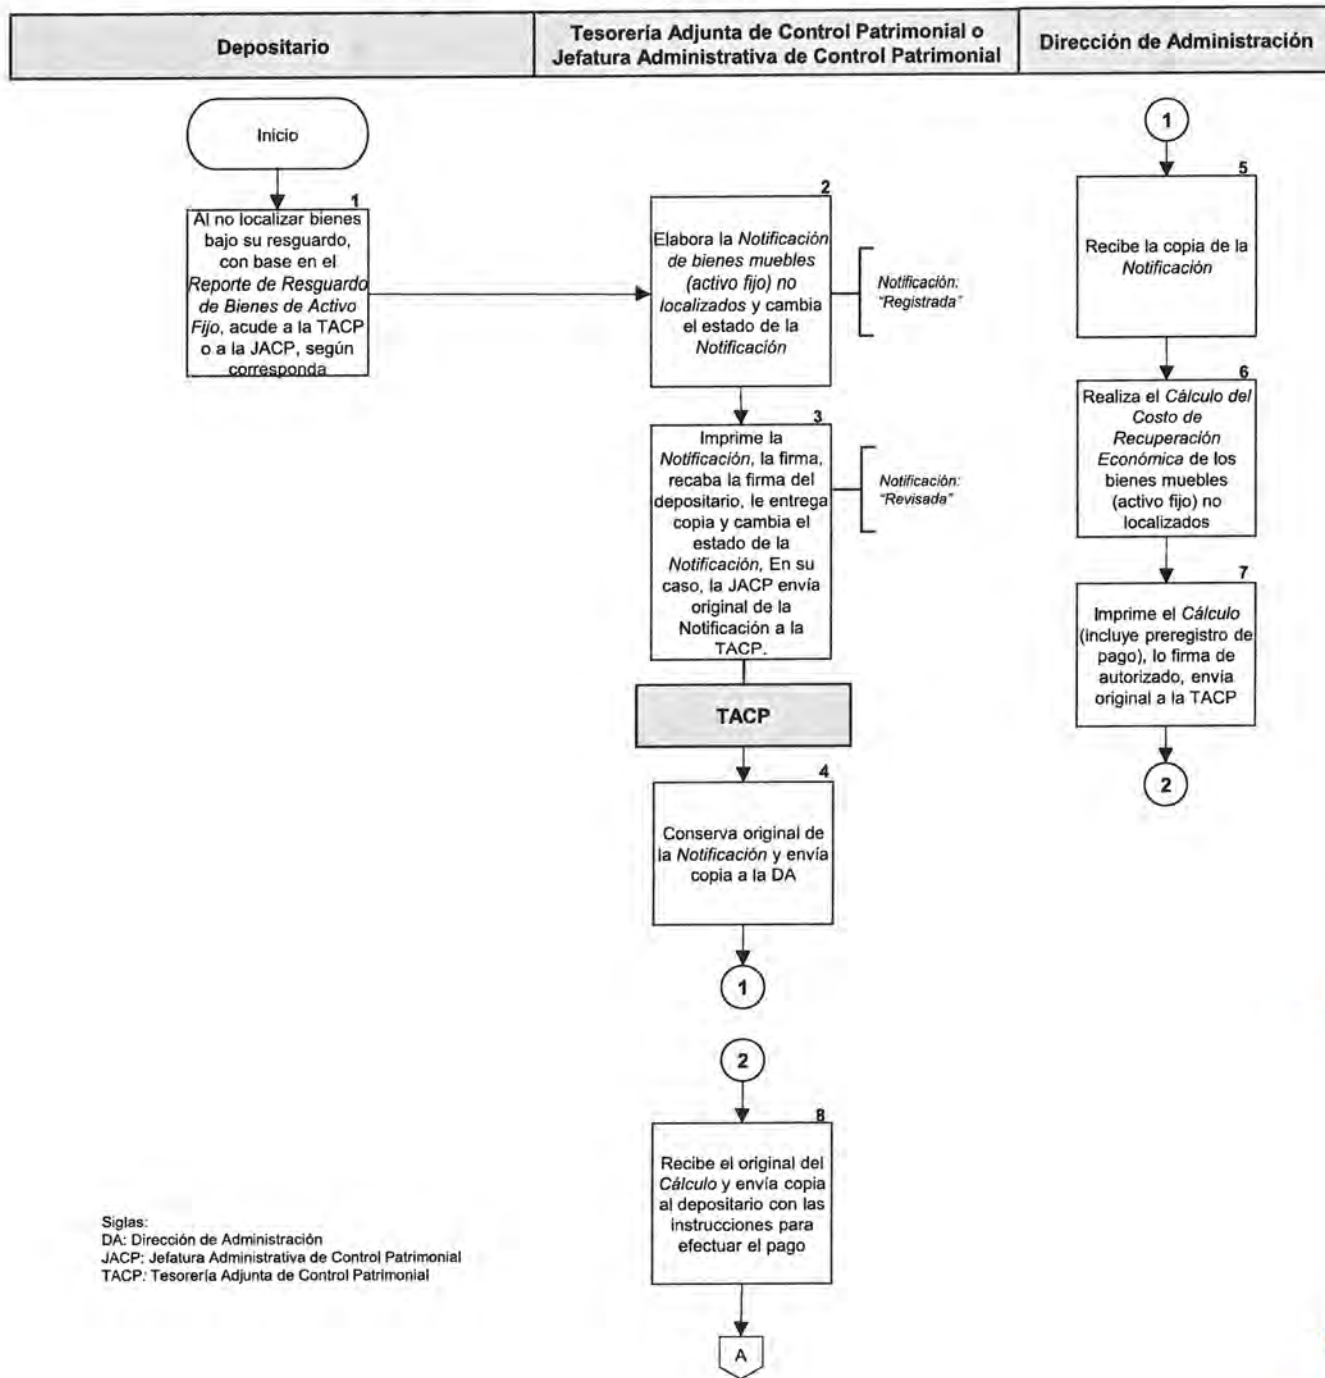 Depositario
Tesorería Adjunta de Control Patrimonial o
Jefatura Administrativa de Control Patrimonial
Dirección de Administración
Inicio
1
Al no localizar bienes
bajo su resguardo,
con base en el
Reporte de Resguardo
de Bienes de Activo
Fijo, acude a la TACP
o a la JACP, según
corresponda
2
Elabora la Notificación
de bienes muebles
(activo fijo) no
localizados y cambia
el estado de la
Notificación
Notificación:
"Registrada"
3
Imprime la
Notificación, la firma,
recaba la firma del
depositario, le entrega
copia y cambia el
estado de la
Notificación, En su
caso, la JACP envía
original de la
Notificación a la
TACP.
Notificación:
"Revisada"
TACP
4
Conserva original de
la Notificación y envía
copia a la DA
1
2
8
Recibe el original del
Cálculo y envía copia
al depositario con las
instrucciones para
efectuar el pago
A
1
5
Recibe la copia de la
Notificación
6
Realiza el Cálculo del
Costo de
Recuperación
Económica de los
bienes muebles
(activo fijo) no
localizados
7
Imprime el Cálculo
(incluye preregistro de
pago), lo firma de
autorizado, envía
original a la TACP
2
Siglas:
DA: Dirección de Administración
JACP: Jefatura Administrativa de Control Patrimonial
TACP: Tesorería Adjunta de Control Patrimonial